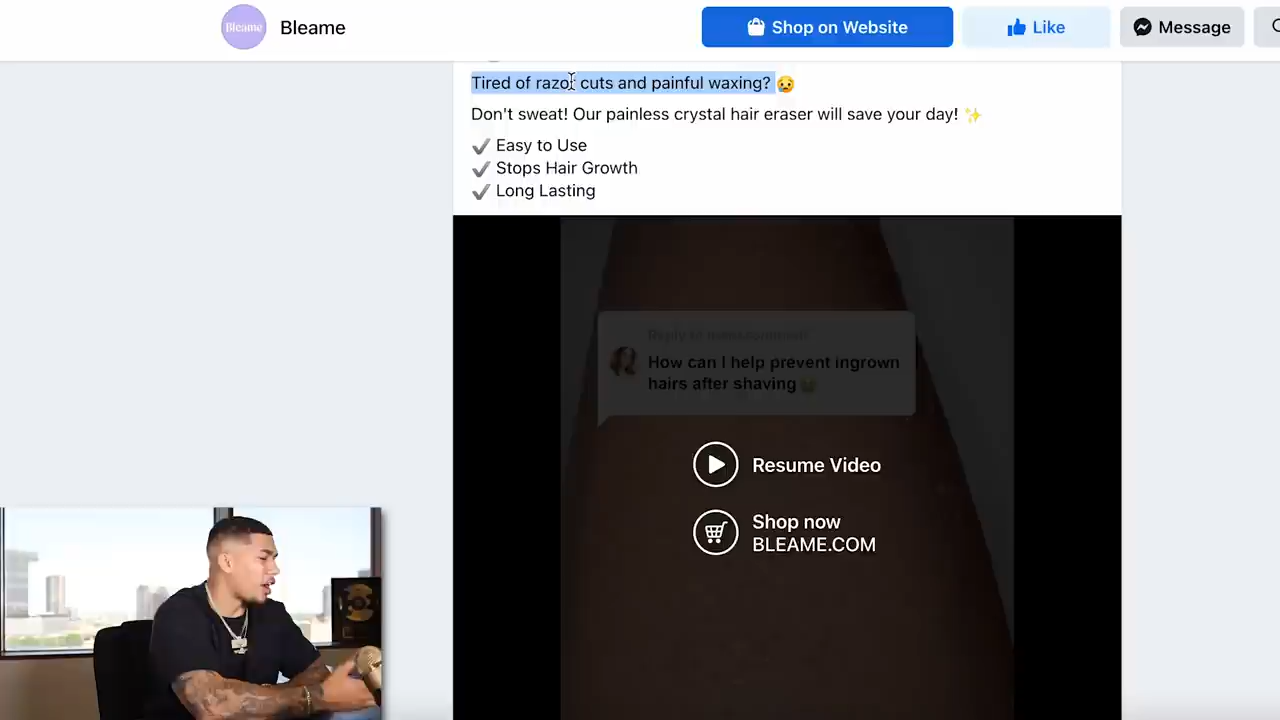 Bleame
Bleame
Shop on Website
Like
Message
Tired of razor cuts and painful waxing? 😥
Don't sweat! Our painless crystal hair eraser will save your day! ✨
✔ Easy to Use
✔ Stops Hair Growth
✔ Long Lasting
Reply to
How can I help prevent ingrown
hairs after shaving
Resume Video
Shop now
BLEAME.COM